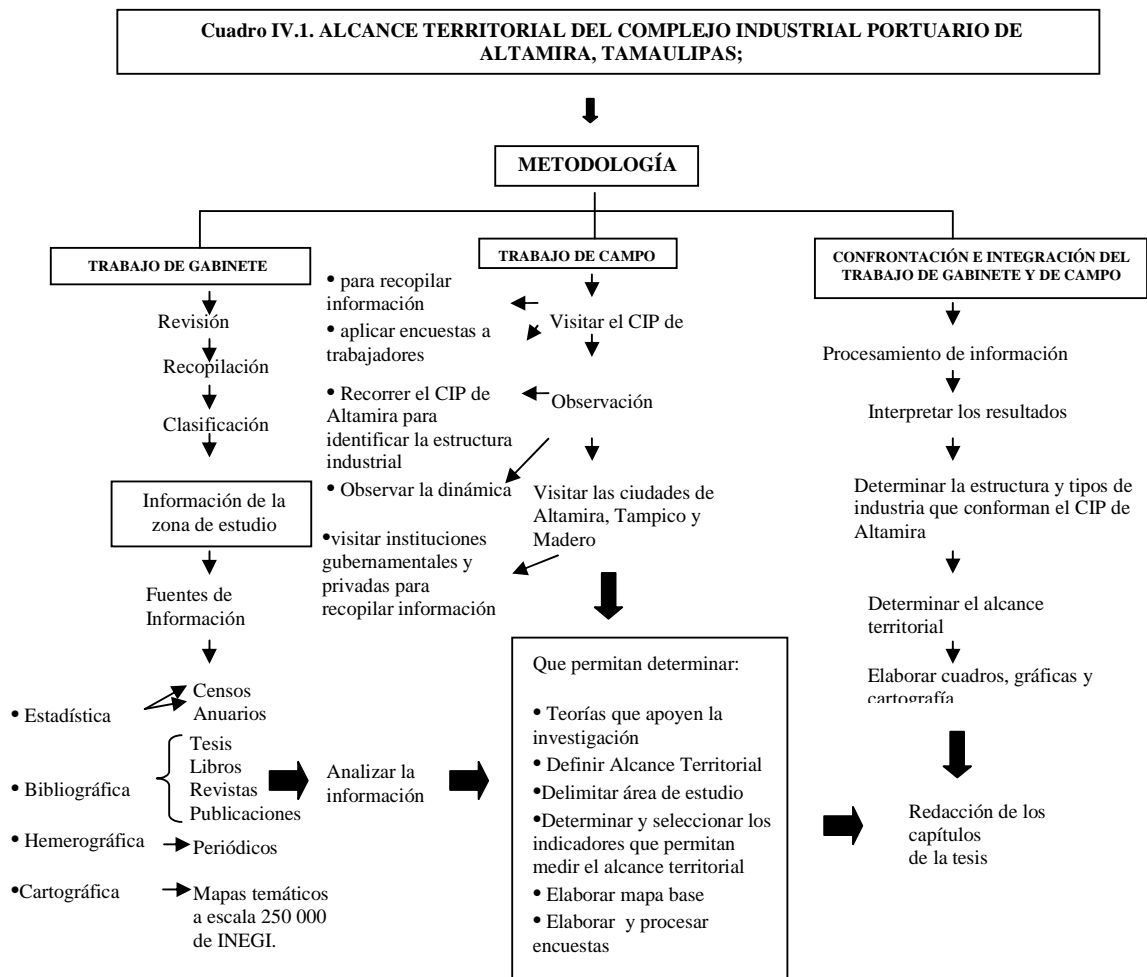 Cuadro IV.1. ALCANCE TERRITORIAL DEL COMPLEJO INDUSTRIAL PORTUARIO DE
ALTAMIRA, TAMAULIPAS;
METODOLOGÍA
TRABAJO DE GABINETE
Revisión
Recopilación
Clasificación
Información de la
zona de estudio
Fuentes de
Información
• Estadística
Censos
Anuarios
• Bibliográfica
Tesis
Libros
Revistas
Publicaciones
• Hemerográfica
Periódicos
•Cartográfica
Mapas temáticos
a escala 250 000
de INEGI.
Analizar la
información
TRABAJO DE CAMPO
• para recopilar
información
• aplicar encuestas a
trabajadores
Visitar el CIP de
• Recorrer el CIP de
Altamira para
identificar la estructura
industrial
• Observar la dinámica
Observación
•visitar instituciones
gubernamentales y
privadas para
recopilar información
Visitar las ciudades de
Altamira, Tampico y
Madero
Que permitan determinar:
• Teorías que apoyen la
investigación
• Definir Alcance Territorial
•Delimitar área de estudio
•Determinar y seleccionar los
indicadores que permitan
medir el alcance territorial
• Elaborar mapa base
• Elaborar y procesar
encuestas
CONFRONTACIÓN E INTEGRACIÓN DEL
TRABAJO DE GABINETE Y DE CAMPO
Procesamiento de información
Interpretar los resultados
Determinar la estructura y tipos de
industria que conforman el CIP de
Altamira
Determinar el alcance
territorial
Elaborar cuadros, gráficas y
cartografía
Redacción de los
capítulos
de la tesis